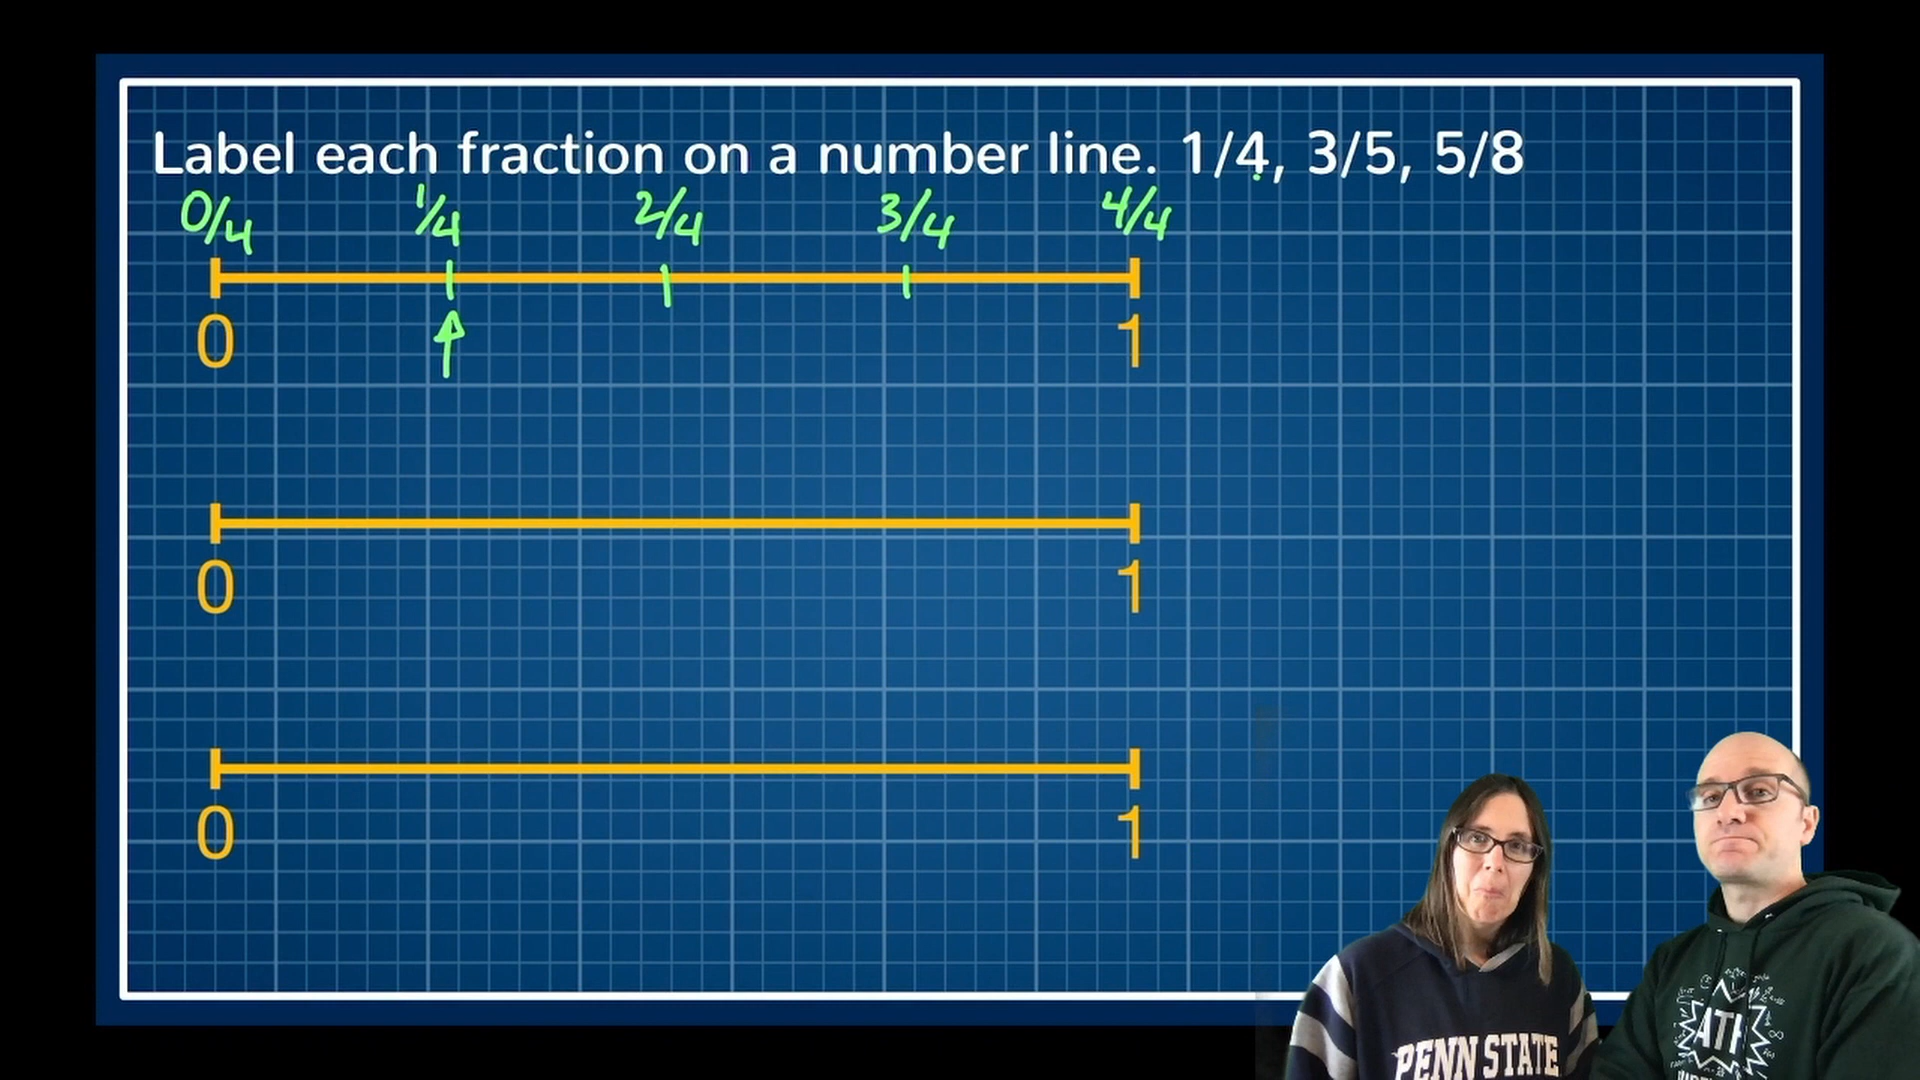 Label each fraction on a number line. 1/4, 3/5, 5/8
0/4 1/4 2/4 3/4 4/4
0 1
0 1
0 1
PENN STATE